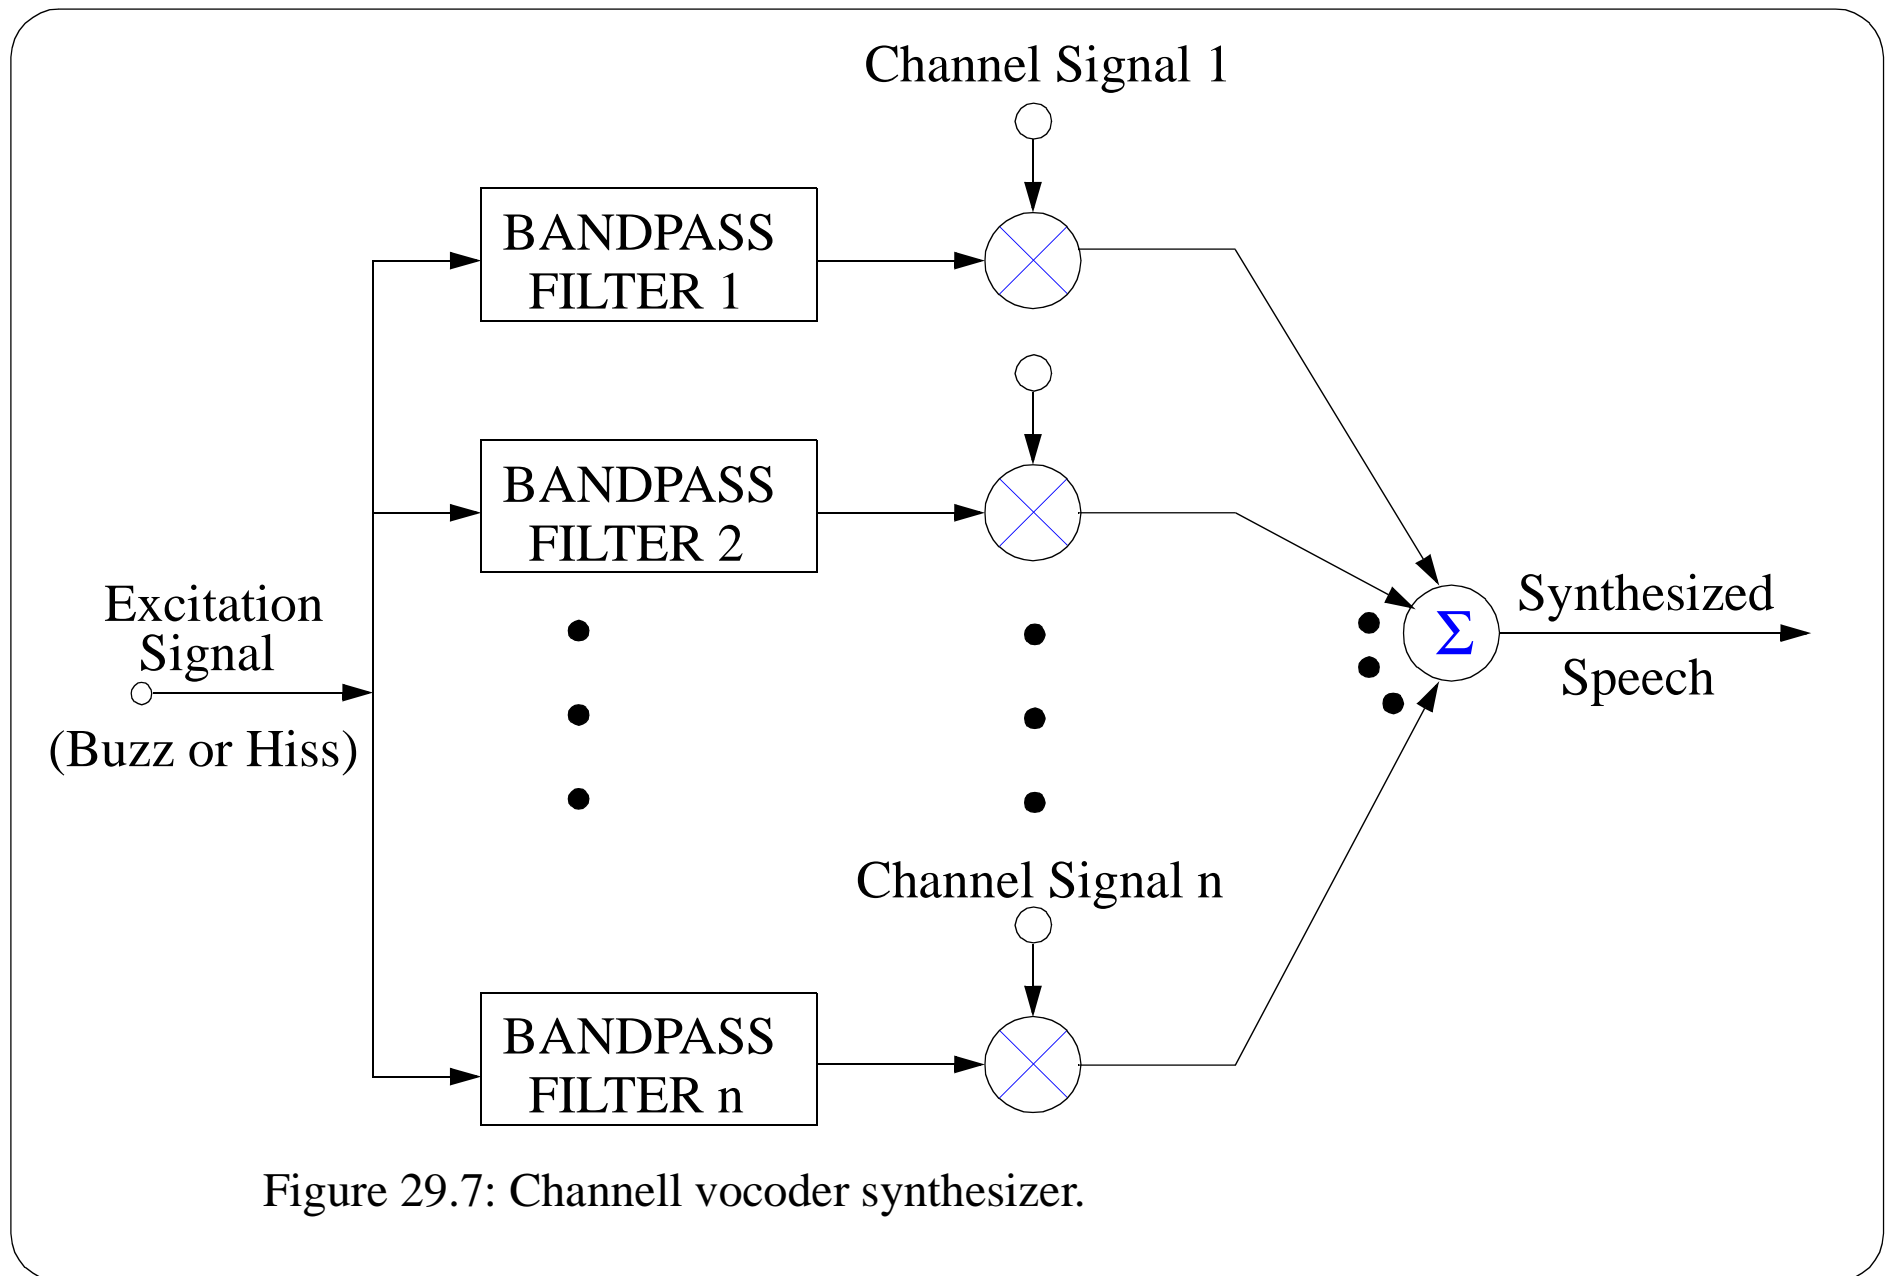 Channel Signal 1
BANDPASS
FILTER 1
BANDPASS
FILTER 2
Excitation
Signal
(Buzz or Hiss)
Σ
Synthesized
Speech
Channel Signal n
BANDPASS
FILTER n
Figure 29.7: Channell vocoder synthesizer.